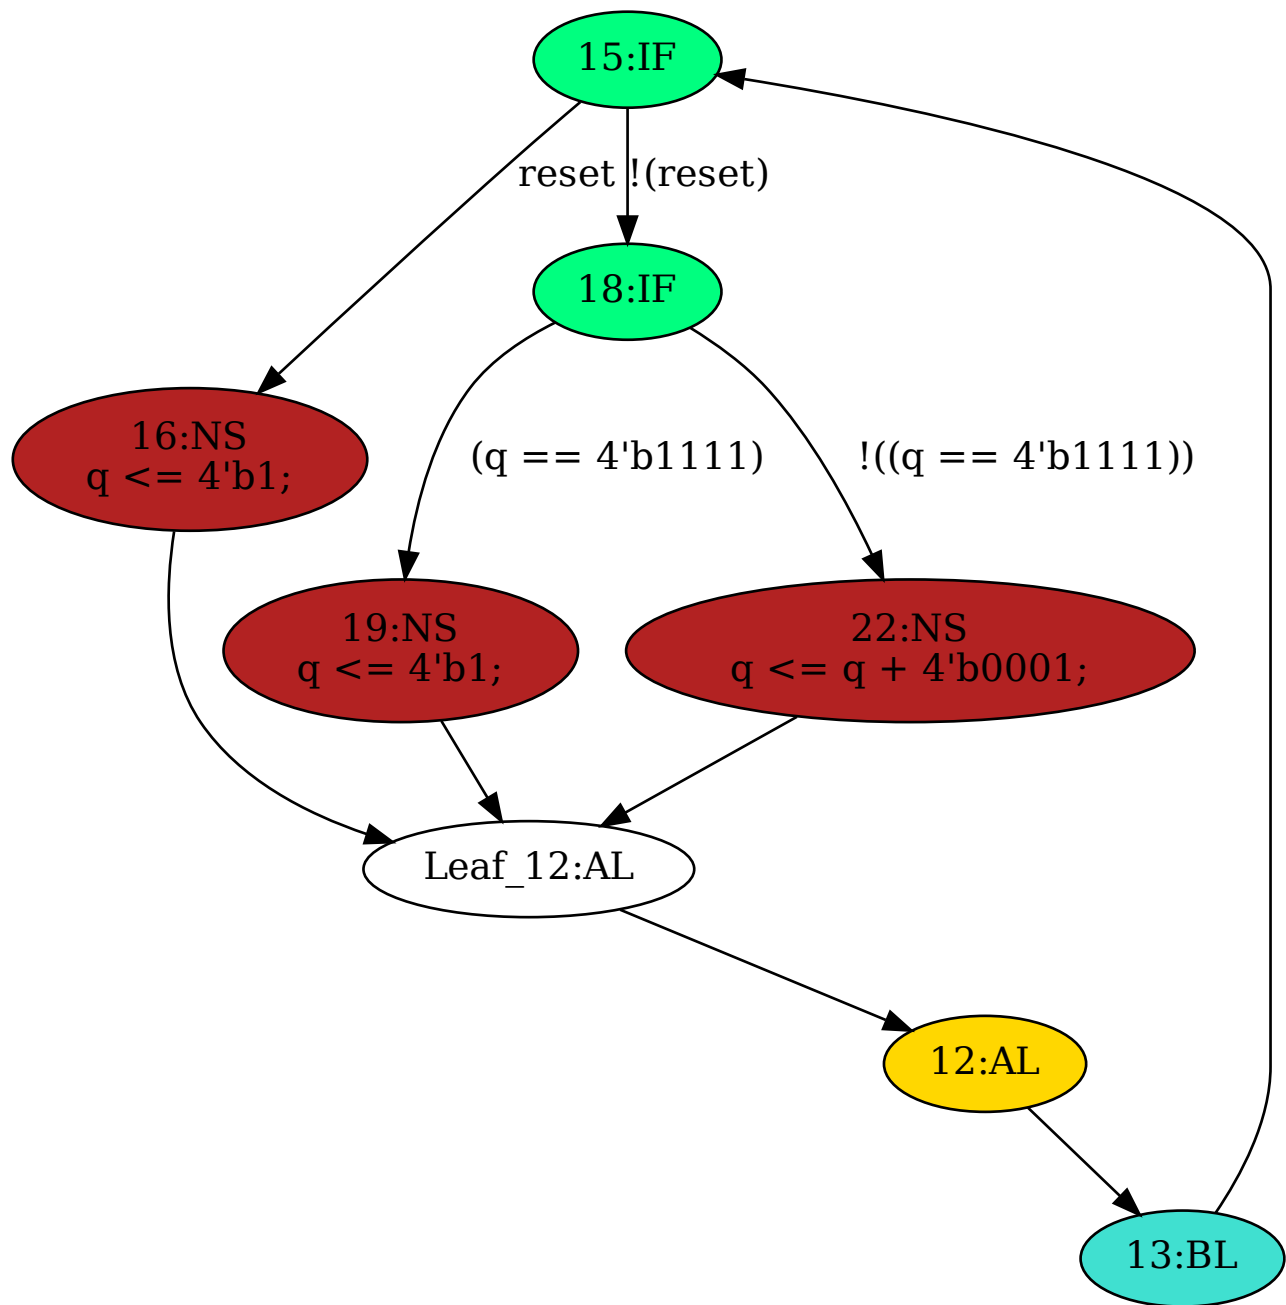 15:IF
reset
!(reset)
18:IF
16:NS
q <= 4'b1;
(q == 4'b1111)
!((q == 4'b1111))
19:NS
q <= 4'b1;
22:NS
q <= q + 4'b0001;
Leaf_12:AL
12:AL
13:BL